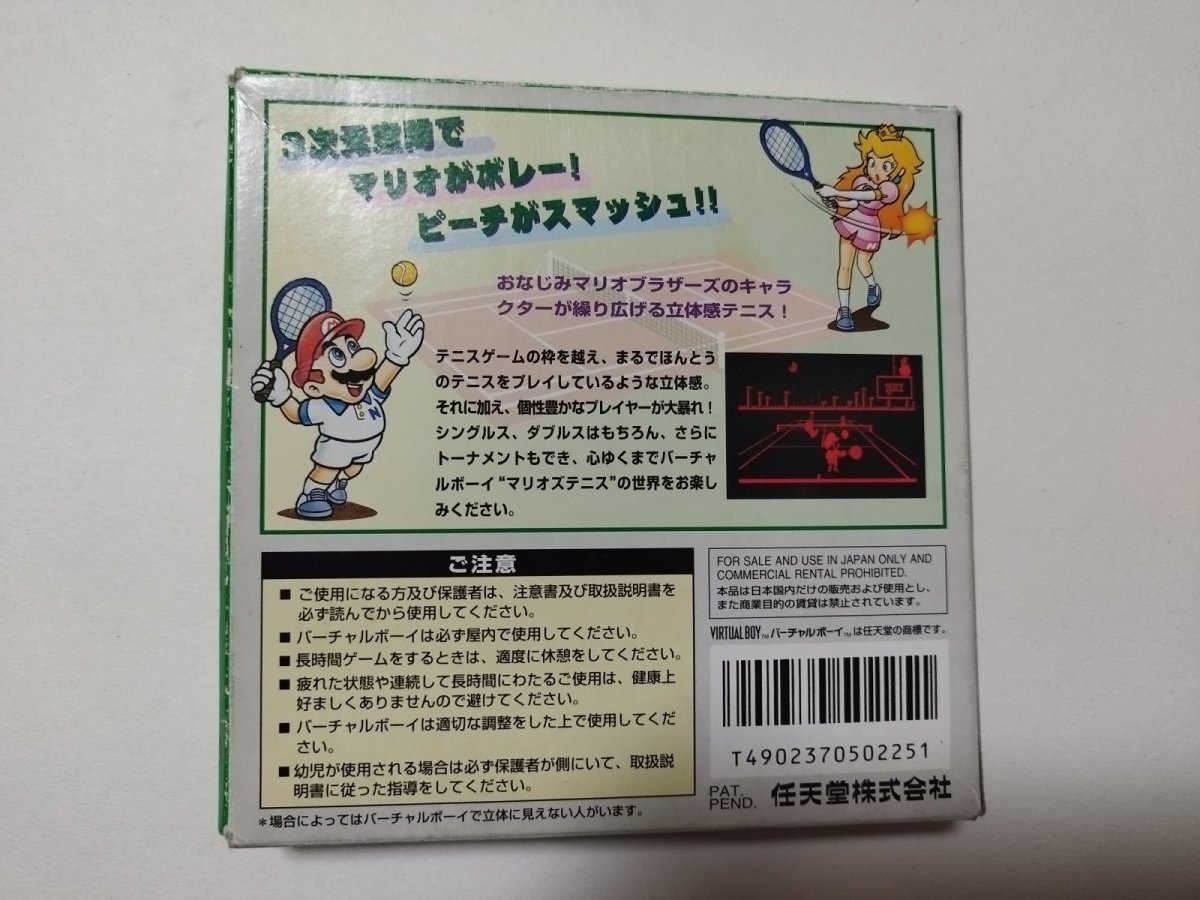 3次元空間で
マリオがボレー!
ピーチがスマッシュ!!
おなじみマリオブラザーズのキャラ
クターが繰り広げる立体感テニス!
テニスゲームの枠を越え、まるでほんとう
のテニスをプレイしているような立体感。
それに加え、個性豊かなプレイヤーが大暴れ!
シングルス、ダブルスはもちろん、さらに
トーナメントもでき、心ゆくまでバーチャ
ルボーイ“マリオズテニス”の世界をお楽し
みください。
DEUCE
M
N
N
ご注意
■ ご使用になる方及び保護者は、注意書及び取扱説明書を
必ず読んでから使用してください。
■ バーチャルボーイは必ず屋内で使用してください。
■ 長時間ゲームをするときは、適度に休憩をしてください。
■ 疲れた状態や連続して長時間にわたるご使用は、健康上
好ましくありませんので避けてください。
■ バーチャルボーイは適切な調整をした上で使用してくだ
さい。
■ 幼児が使用される場合は必ず保護者が側にいて、取扱説
明書に従った指導をしてください。
*場合によってはバーチャルボーイで立体に見えない人がいます。
FOR SALE AND USE IN JAPAN ONLY AND
COMMERCIAL RENTAL PROHIBITED.
本品は日本国内だけの販売および使用とし、
また商業目的の賃貸は禁止されています。
VIRTUAL BOY™ バーチャルボーイ™は任天堂の商標です。
T4902370502251
PAT.
PEND.
任天堂株式会社